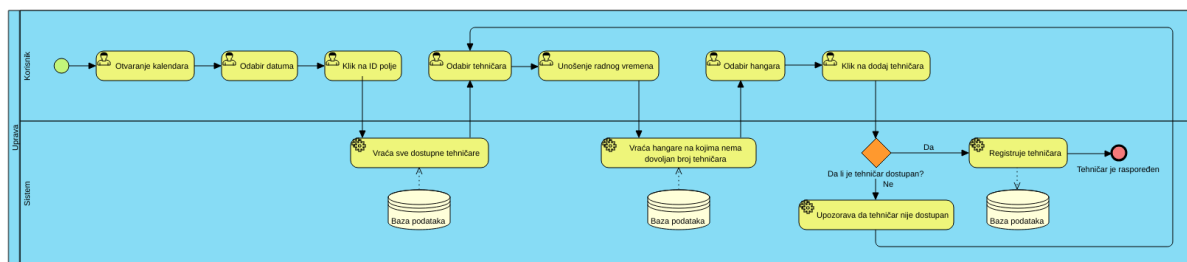 Uprava
Korisnik
Otvaranje kalendara
Odabir datuma
Klik na ID polje
Odabir tehničara
Unošenje radnog vremena
Odabir hangara
Klik na dodaj tehničara
Sistem
Vraća sve dostupne tehničare
Baza podataka
Vraća hangare na kojima nema
dovoljan broj tehničara
Baza podataka
Da li je tehničar dostupan?
Da
Ne
Registruje tehničara
Baza podataka
Tehničar je raspoređen
Upozorava da tehničar nije dostupan